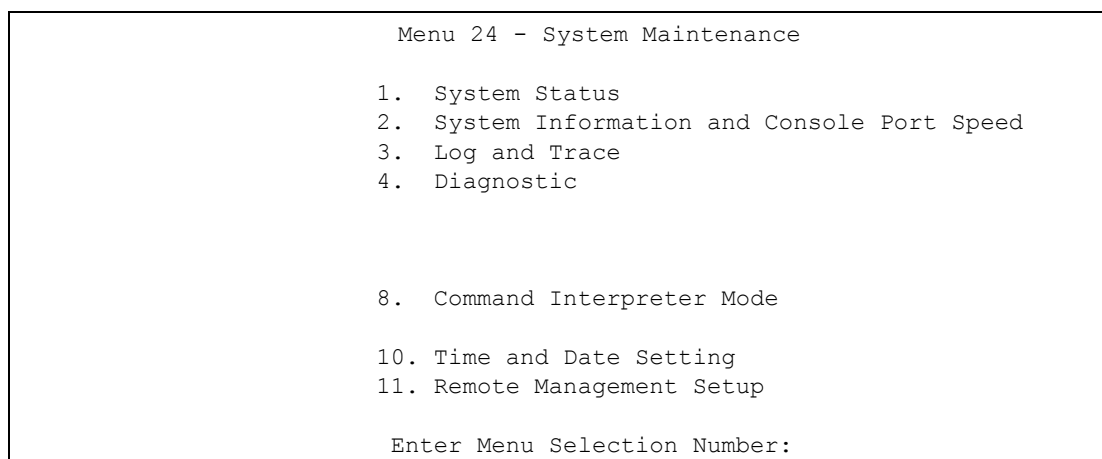 Menu 24 - System Maintenance
1. System Status
2. System Information and Console Port Speed
3. Log and Trace
4. Diagnostic
8. Command Interpreter Mode
10. Time and Date Setting
11. Remote Management Setup
Enter Menu Selection Number: